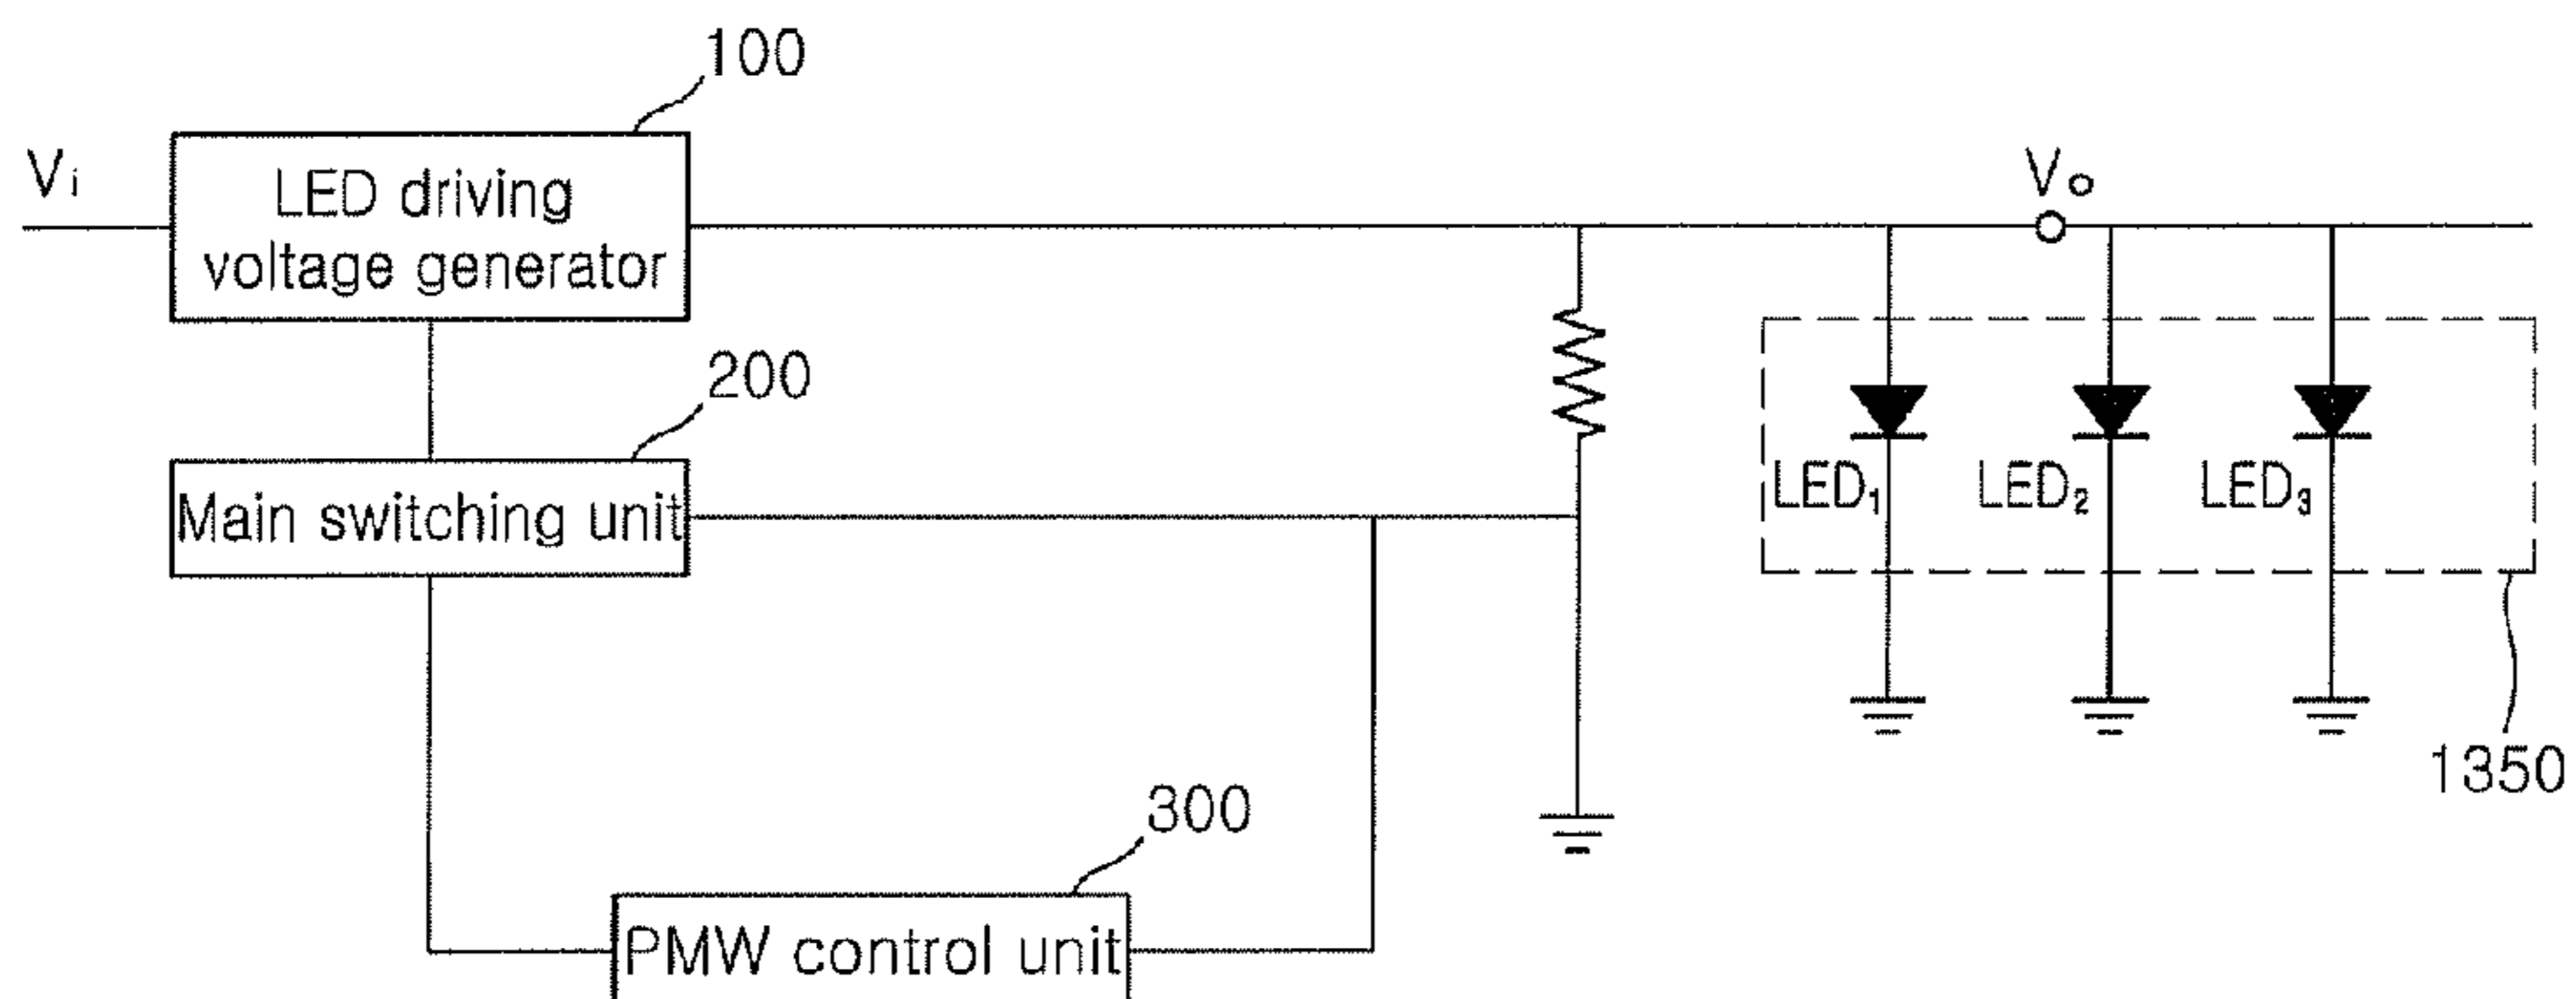 100
Vi
LED driving
voltage generator
Vo
200
Main switching unit
LED1
LED2
LED3
1350
300
PMW control unit